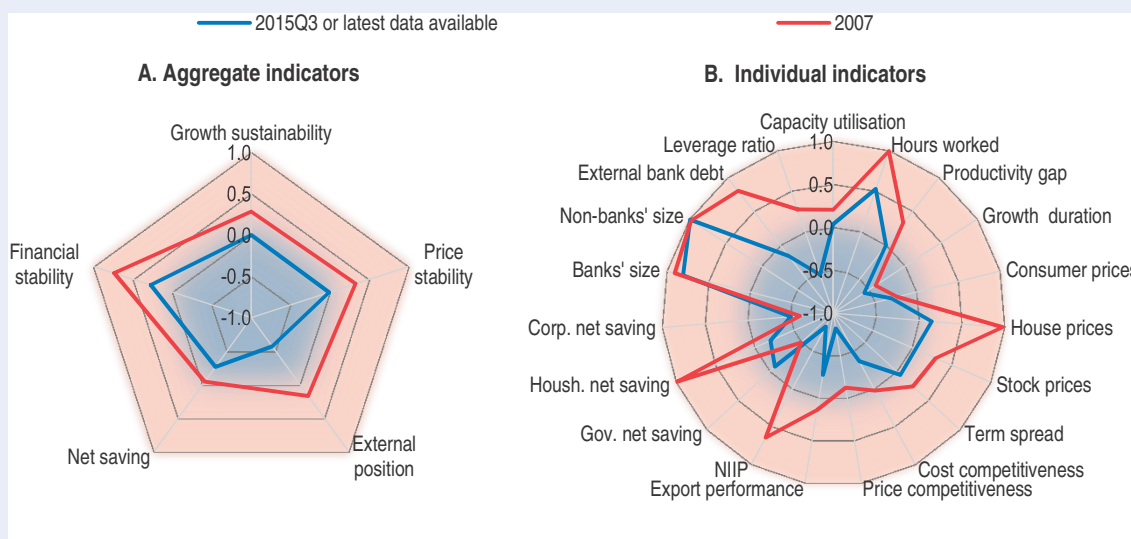 2015Q3 or latest data available
2007
A. Aggregate indicators
B. Individual indicators
Growth sustainability
1.0
0.5
0.0
-0.5
-1.0
Price
stability
External
position
Net saving
Financial
stability
Capacity utilisation
1.0
0.5
0.0
-0.5
-1.0
Hours worked
Productivity gap
Growth duration
Consumer prices
House prices
Stock prices
Term spread
Cost competitiveness
Price competitiveness
Export performance
NIIP
Gov. net saving
Housh. net saving
Corp. net saving
Banks' size
Non-banks' size
External bank debt
Leverage ratio